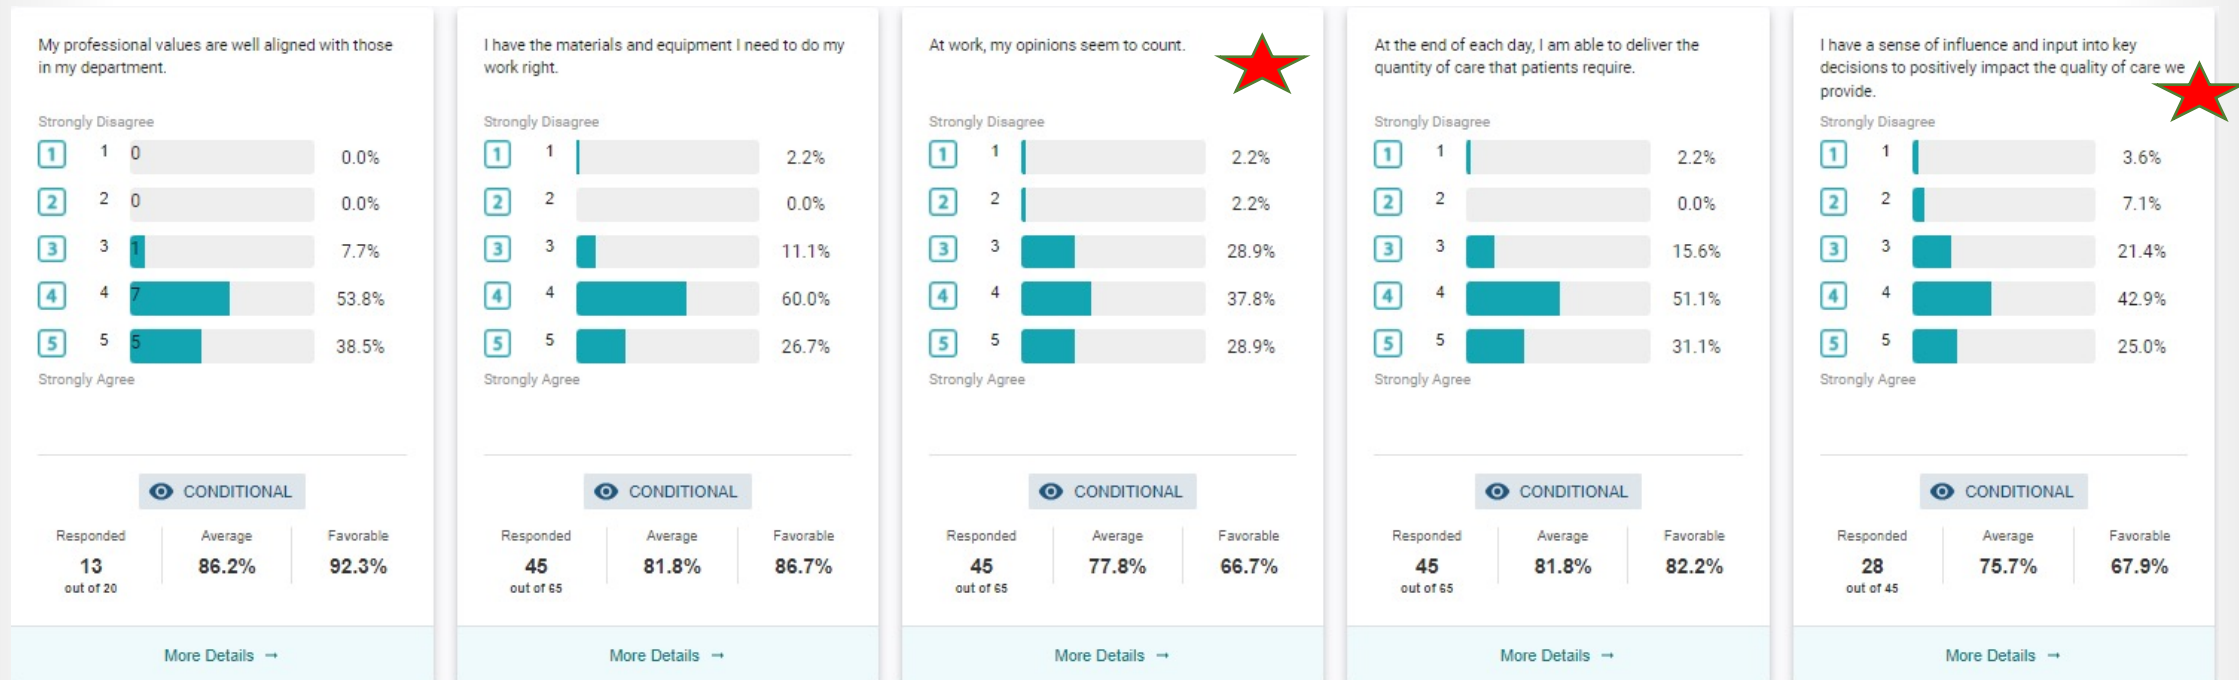 My professional values are well aligned with those
in my department.
Strongly Disagree
1 1 0 0.0%
2 2 0 0.0%
3 3 1 7.7%
4 4 7 53.8%
5 5 5 38.5%
Strongly Agree
CONDITIONAL
Responded Average Favorable
13 86.2% 92.3%
out of 20
More Details →
I have the materials and equipment I need to do my
work right.
Strongly Disagree
1 1 2.2%
2 2 0.0%
3 3 11.1%
4 4 60.0%
5 5 26.7%
Strongly Agree
CONDITIONAL
Responded Average Favorable
45 81.8% 86.7%
out of 65
More Details →
At work, my opinions seem to count.
Strongly Disagree
1 1 2.2%
2 2 2.2%
3 3 28.9%
4 4 37.8%
5 5 28.9%
Strongly Agree
CONDITIONAL
Responded Average Favorable
45 77.8% 66.7%
out of 65
More Details →
At the end of each day, I am able to deliver the
quantity of care that patients require.
Strongly Disagree
1 1 2.2%
2 2 0.0%
3 3 15.6%
4 4 51.1%
5 5 31.1%
Strongly Agree
CONDITIONAL
Responded Average Favorable
45 81.8% 82.2%
out of 65
More Details →
I have a sense of influence and input into key
decisions to positively impact the quality of care we
provide.
Strongly Disagree
1 1 3.6%
2 2 7.1%
3 3 21.4%
4 4 42.9%
5 5 25.0%
Strongly Agree
CONDITIONAL
Responded Average Favorable
28 75.7% 67.9%
out of 45
More Details →